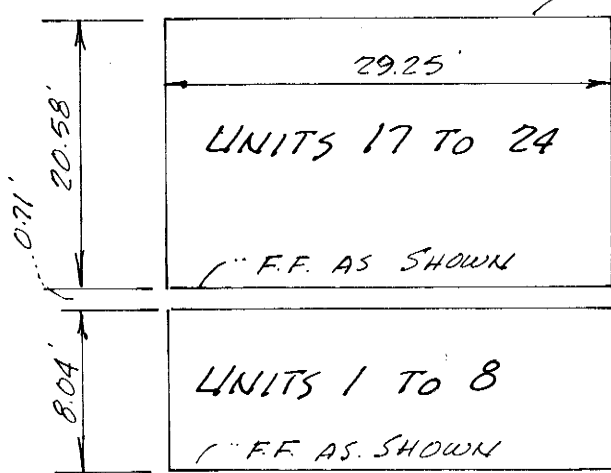 29.25'
20.58'
UNITS 17 TO 24
0.71'
F.F. AS SHOWN
8.04'
UNITS 1 TO 8
F.F. AS SHOWN